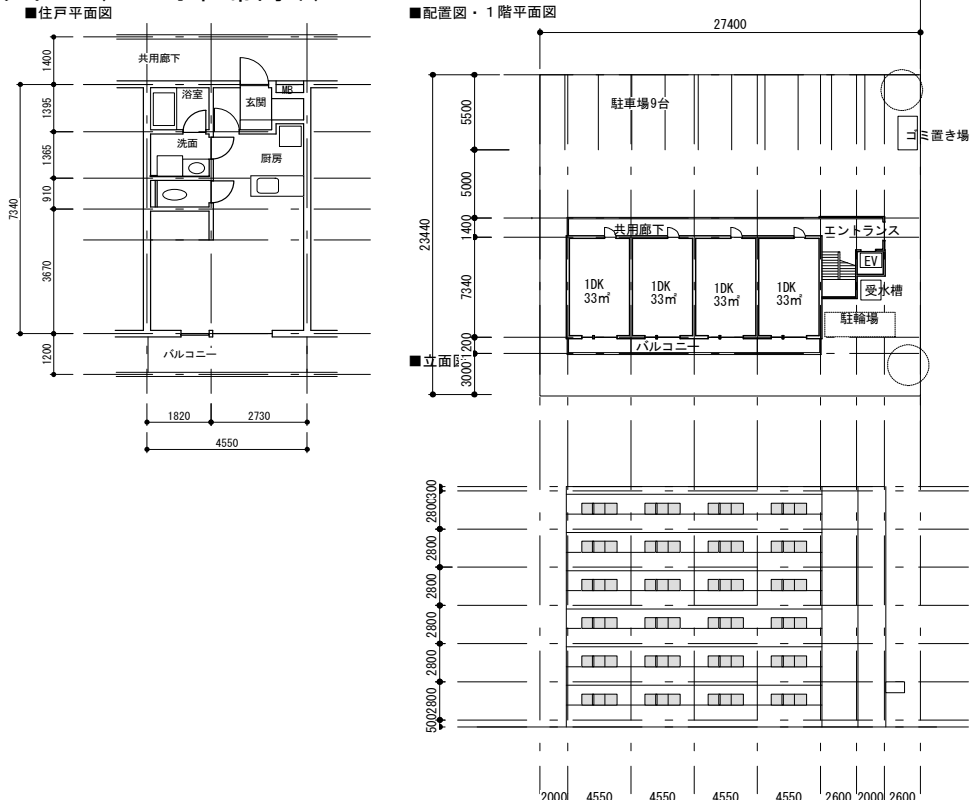 ■住戸平面図
1400
1395
1365
910
7340
3670
1200
共用廊下
浴室
玄関
MB
洗面
厨房
バルコニー
1820
2730
4550
■配置図・1階平面図
27400
5500
5000
1400
23440
7340
1200
3000
駐車場9台
ゴミ置き場
共用廊下
エントランス
EV
1DK
33㎡
1DK
33㎡
1DK
33㎡
1DK
33㎡
受水槽
駐輪場
バルコニー
■立面図
300
2800
2800
2800
2800
2800
2800
500
2000
4550
4550
4550
4550
2600
2000
2600